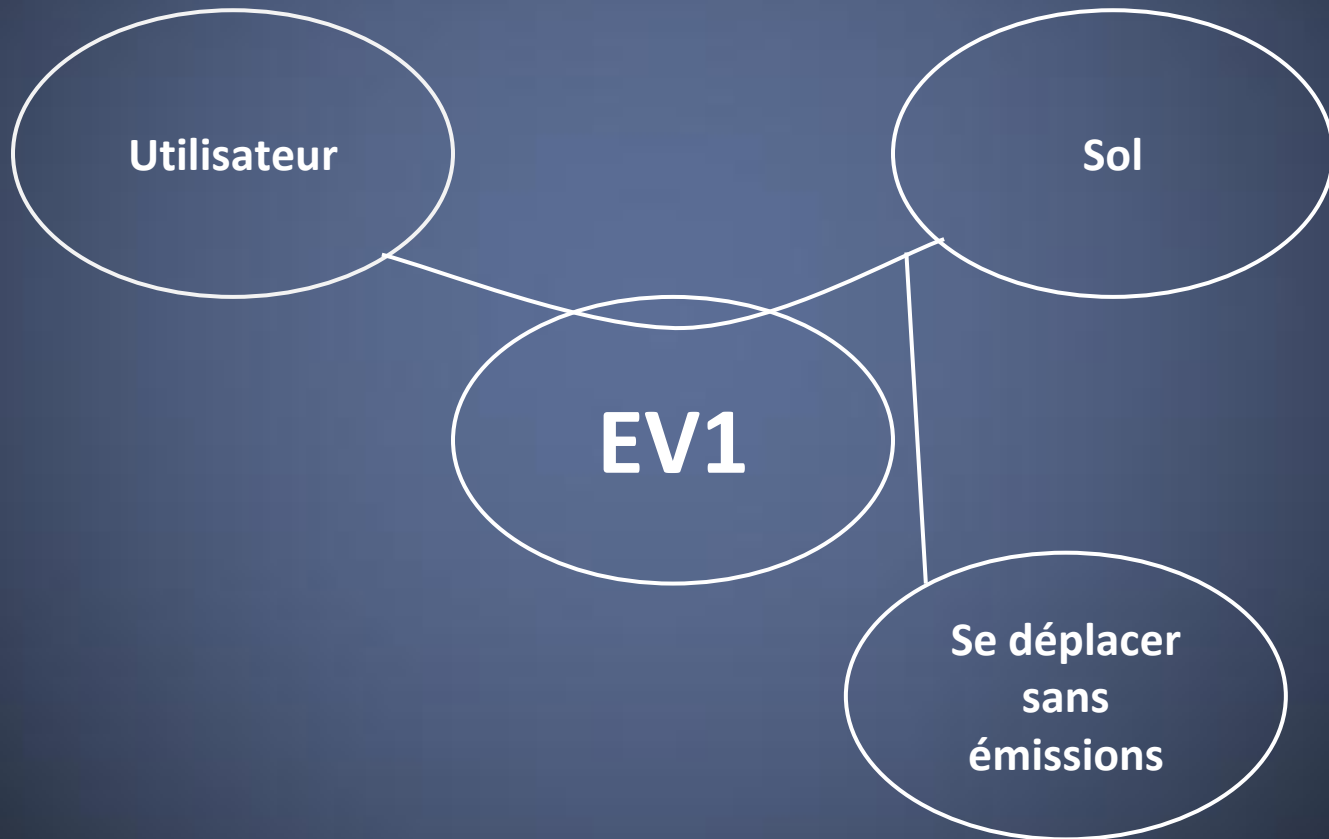 Utilisateur
Sol
EV1
Se déplacer
sans
émissions